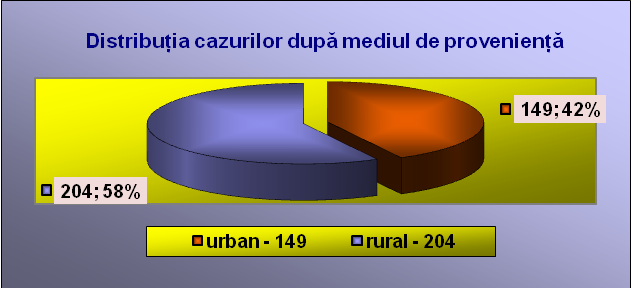 Distribuția cazurilor după mediul de proveniență
149; 42%
204; 58%
urban - 149 rural - 204